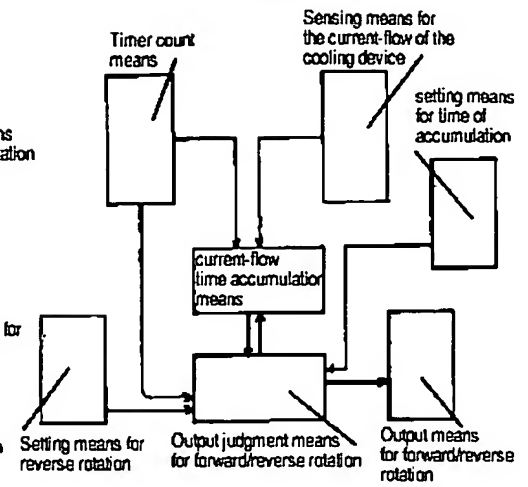 Timer count
means
Sensing means for
the current-flow of the
cooling device
setting means
for time of
accumulation
current-flow
time accumulation
means
for
Setting means for
reverse rotation
Output judgment means
for forward/reverse rotation
Output means
for forward/reverse
rotation